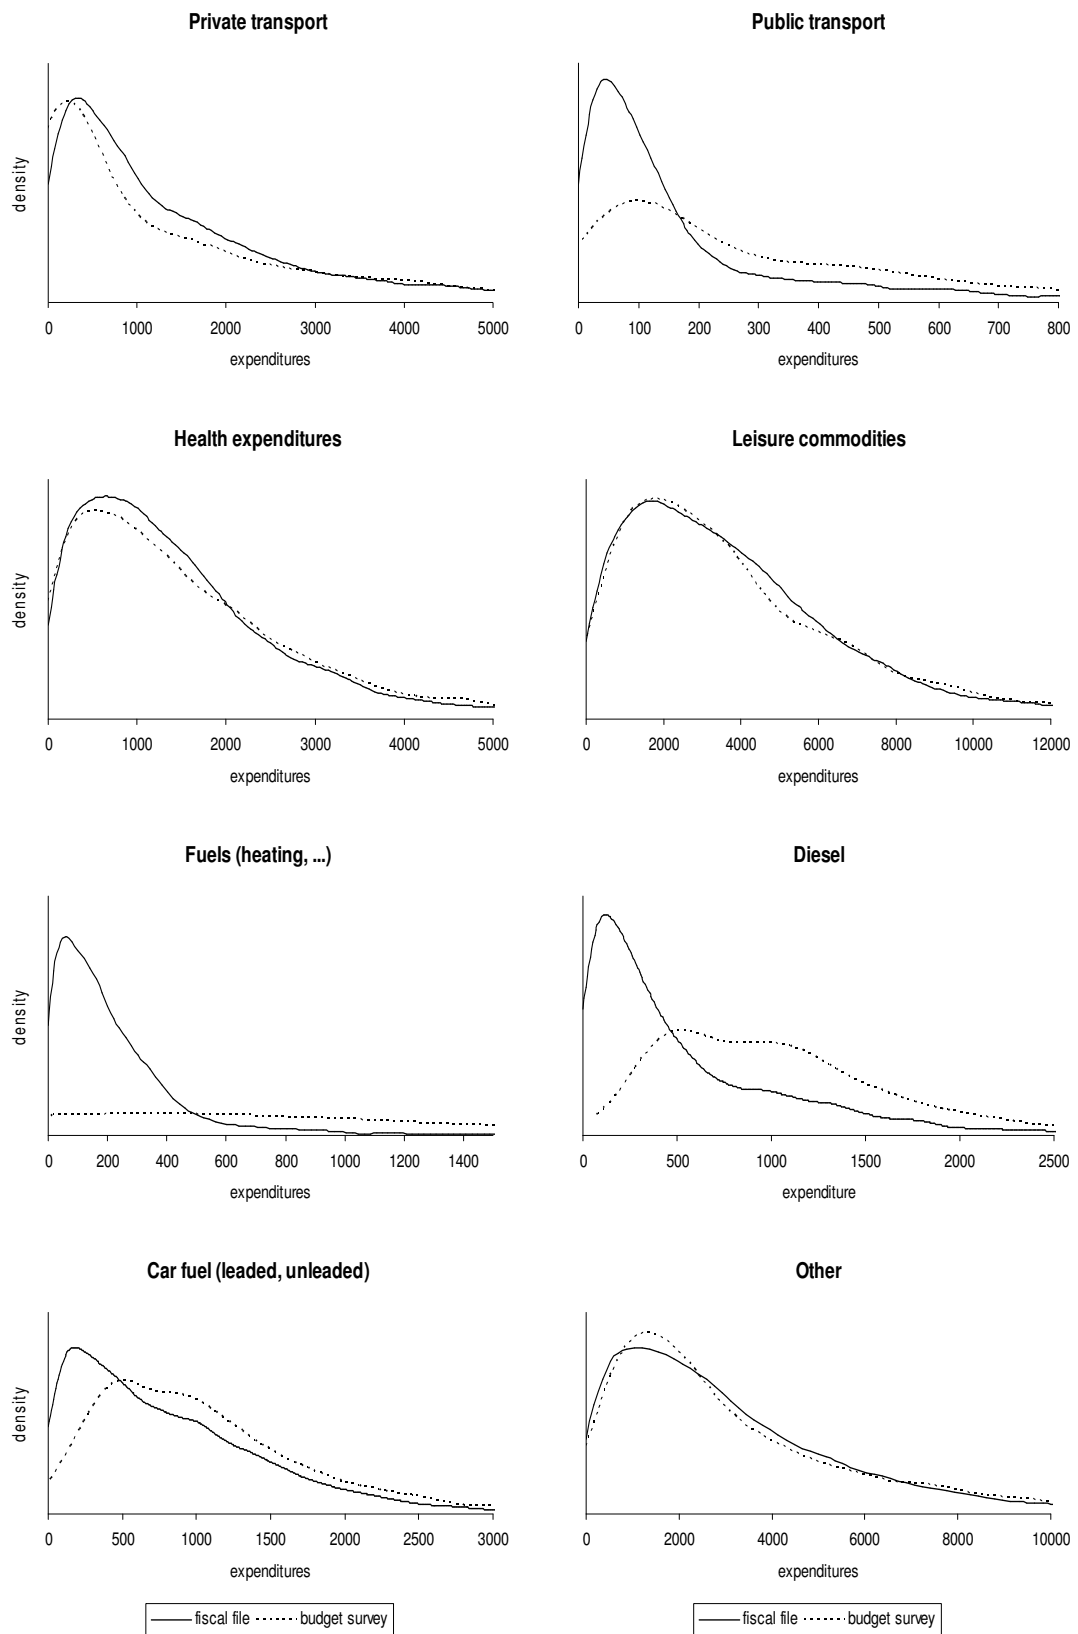 Private transport
Public transport
density
0 1000 2000 3000 4000 5000
0 100 200 300 400 500 600 700 800
expenditures
expenditures
Health expenditures
Leisure commodities
density
0 1000 2000 3000 4000 5000
0 2000 4000 6000 8000 10000 12000
expenditures
expenditures
Fuels (heating, ...)
Diesel
density
0 200 400 600 800 1000 1200 1400
0 500 1000 1500 2000 2500
expenditures
expenditure
Car fuel (leaded, unleaded)
Other
density
0 500 1000 1500 2000 2500 3000
0 2000 4000 6000 8000 10000
expenditures
expenditures
fiscal file budget survey
fiscal file budget survey